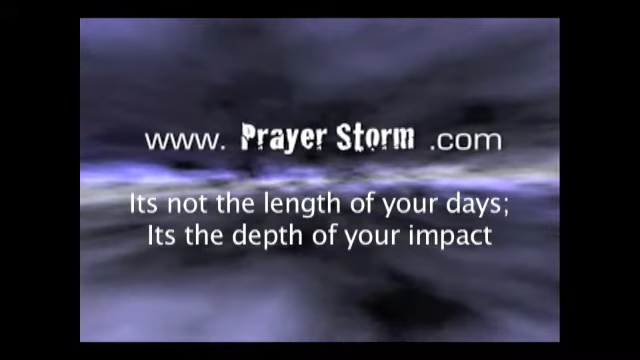 www. Prayer Storm .com
Its not the length of your days;
Its the depth of your impact